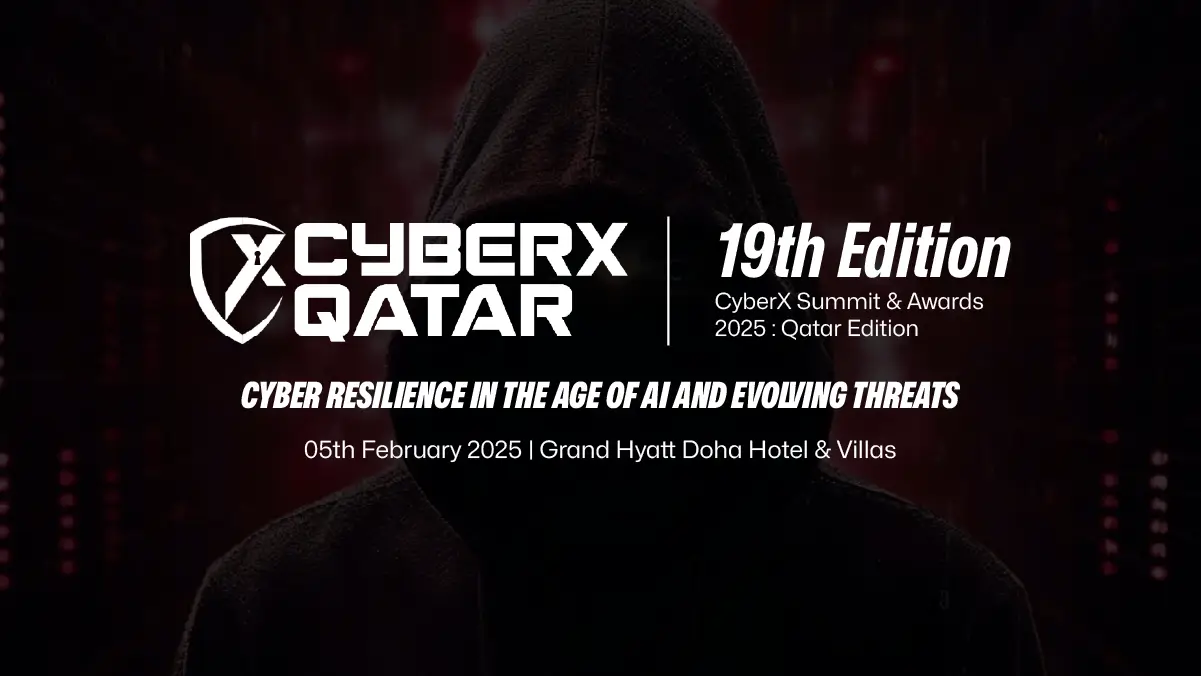 CYBERX
QATAR
19th Edition
CyberX Summit & Awards
2025 : Qatar Edition
CYBER RESILIENCE IN THE AGE OF AI AND EVOLVING THREATS
05th February 2025 | Grand Hyatt Doha Hotel & Villas